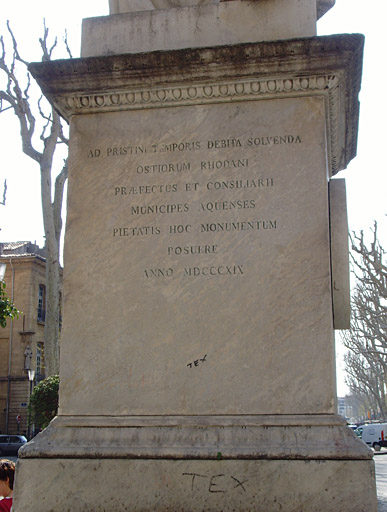 AD PRISTINI TEMPORIS DEBITA SOLVENDA
OSTIORUM RHODANI
PRÆFECTUS ET CONSILIARII
MUNICIPES AQUENSES
PIETATIS HOC MONUMENTUM
POSUERE
ANNO MDCCCXIX
TEX
TEX